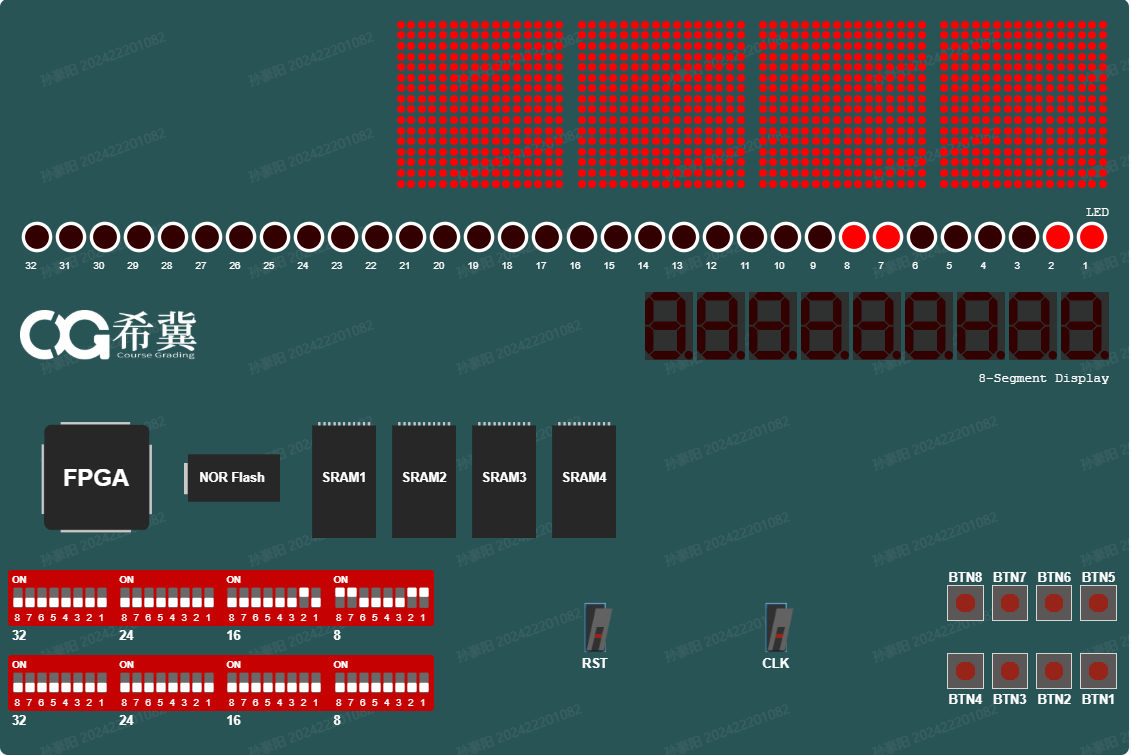 LED
32 31 30 29 28 27 26 25 24 23 22 21 20 19 18 17 16 15 14 13 12 11 10 9 8 7 6 5 4 3 2 1
CG希冀
Course Grading
8-Segment Display
FPGA
NOR Flash
SRAM1
SRAM2
SRAM3
SRAM4
ON ON ON ON
8 7 6 5 4 3 2 1 8 7 6 5 4 3 2 1 8 7 6 5 4 3 2 1 8 7 6 5 4 3 2 1
32 24 16 8
ON ON ON ON
8 7 6 5 4 3 2 1 8 7 6 5 4 3 2 1 8 7 6 5 4 3 2 1 8 7 6 5 4 3 2 1
32 24 16 8
RST
CLK
BTN8 BTN7 BTN6 BTN5
BTN4 BTN3 BTN2 BTN1
202422201082